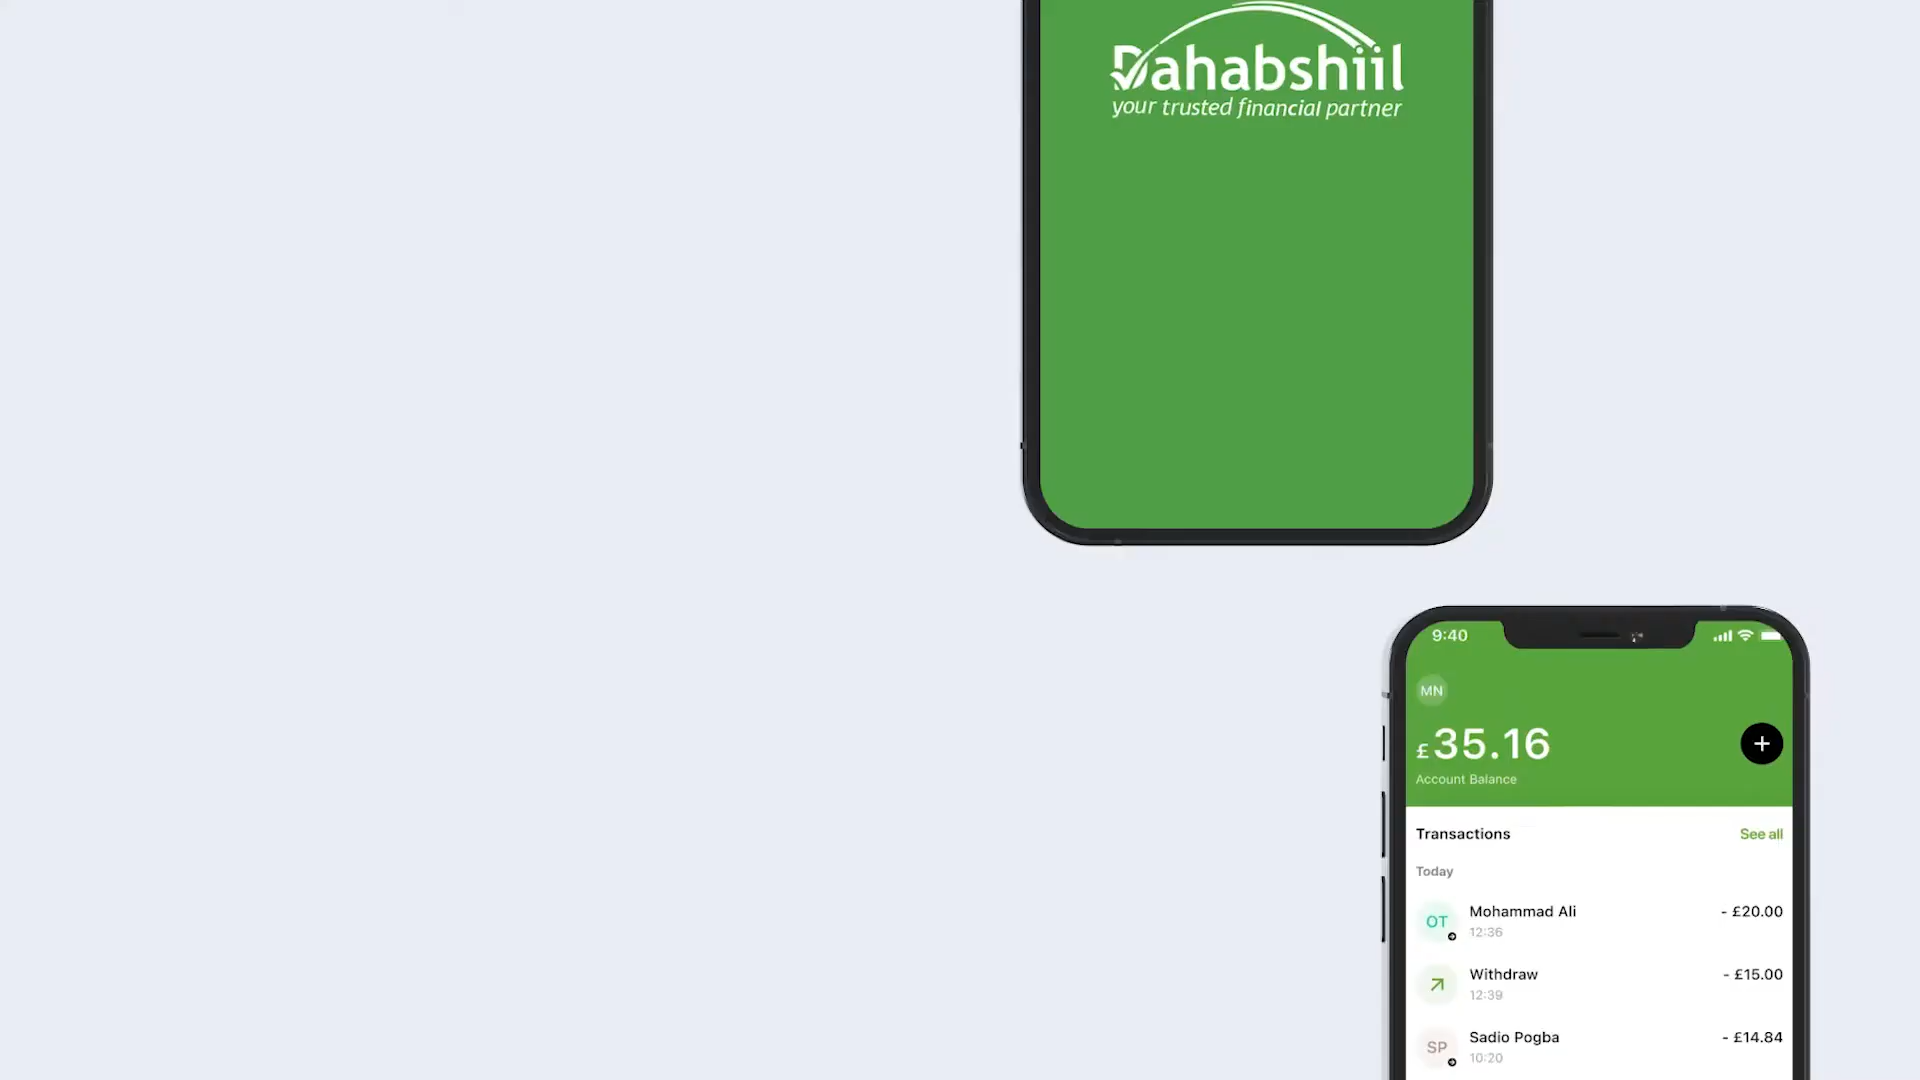 Dahabshiil
your trusted financial partner
9:40
MN
£35.16
Account Balance
Transactions
See all
Today
OT
Mohammad Ali
- £20.00
12:36
Withdraw
- £15.00
12:39
SP
Sadio Pogba
- £14.84
10:20